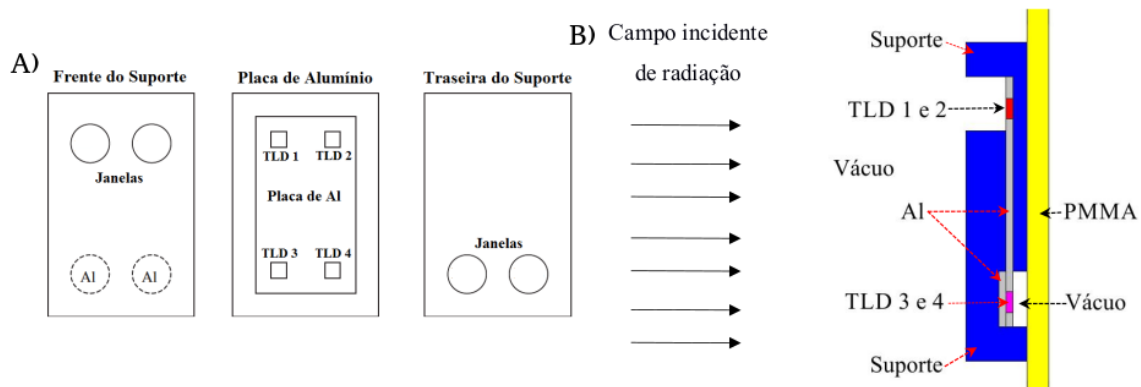 A)
Frente do Suporte
Janelas
Al
Al
Placa de Alumínio
TLD 1
TLD 2
Placa de Al
TLD 3
TLD 4
Traseira do Suporte
Janelas
B)
Campo incidente
de radiação
Suporte
TLD 1 e 2
Vácuo
Al
PMMA
TLD 3 e 4
Vácuo
Suporte